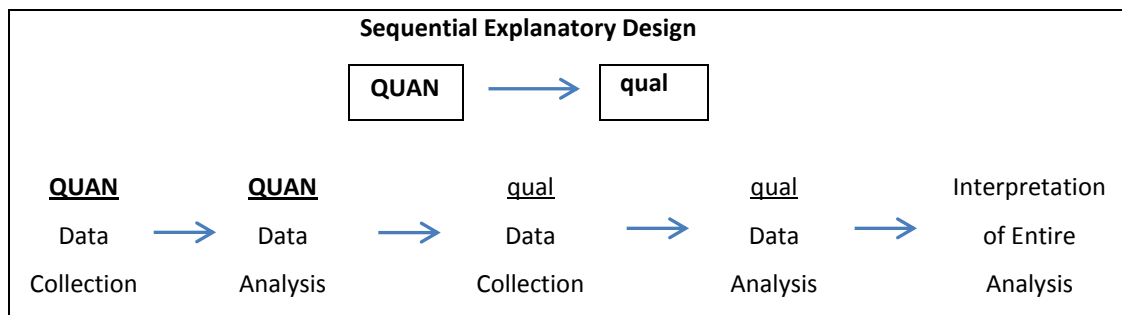 Sequential Explanatory Design
QUAN qual
QUAN QUAN qual qual Interpretation
Data Data Data Data of Entire
Collection Analysis Collection Analysis Analysis